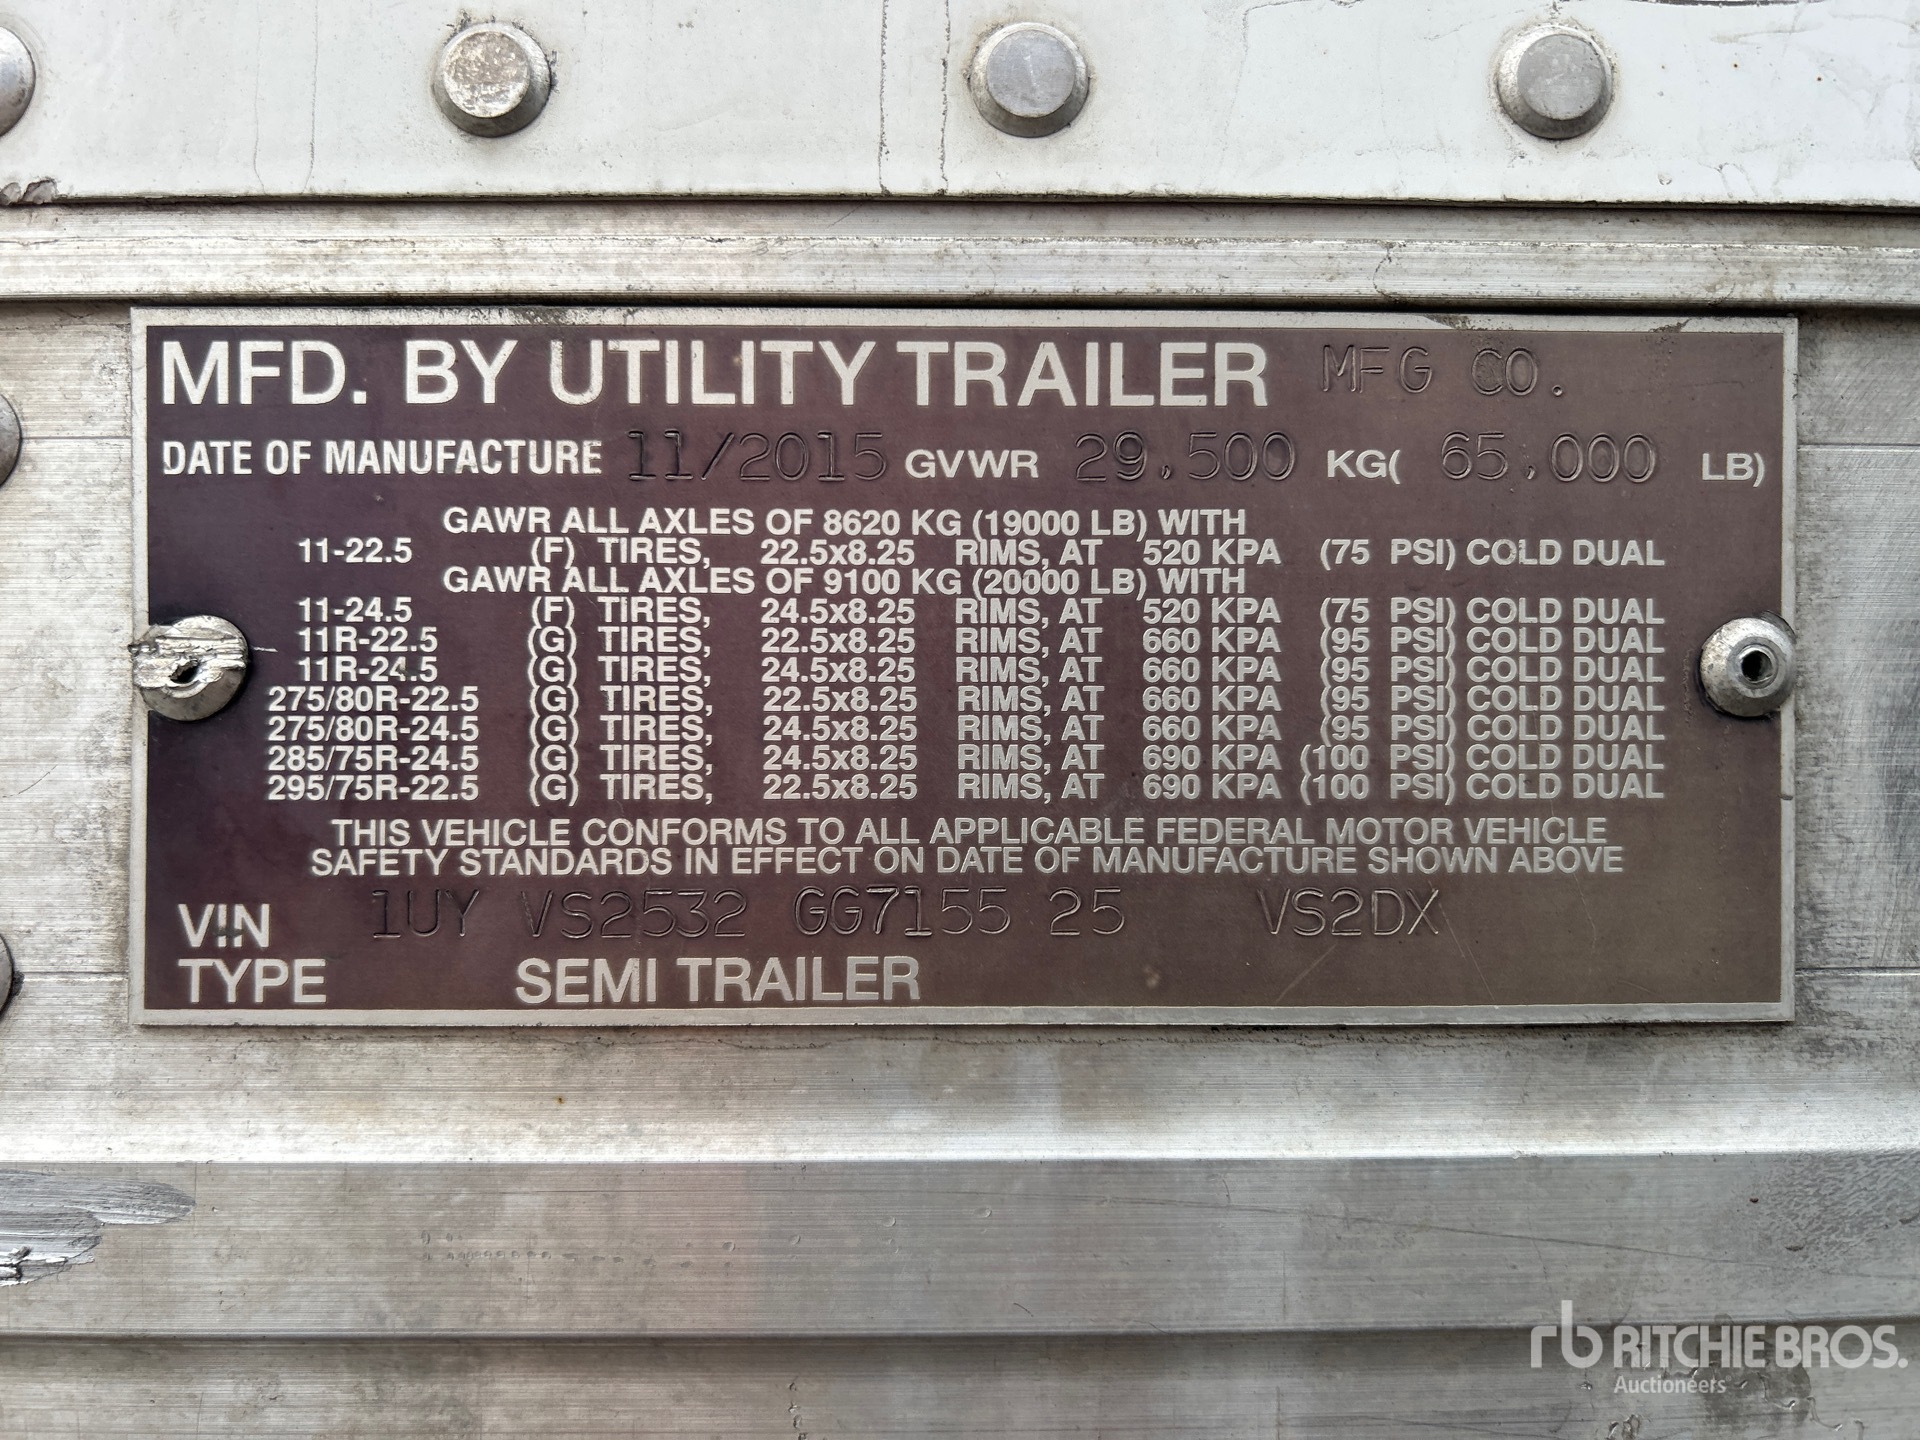 MFD. BY UTILITY TRAILER MFG CO.
DATE OF MANUFACTURE 11/2015 GVWR 29,500 KG( 65,000 LB)
GAWR ALL AXLES OF 8620 KG (19000 LB) WITH
11-22.5 (F) TIRES, 22.5x8.25 RIMS, AT 520 KPA (75 PSI) COLD DUAL
GAWR ALL AXLES OF 9100 KG (20000 LB) WITH
11-24.5 (F) TIRES, 24.5x8.25 RIMS, AT 520 KPA (75 PSI) COLD DUAL
11R-22.5 (G) TIRES, 22.5x8.25 RIMS, AT 660 KPA (95 PSI) COLD DUAL
11R-24.5 (G) TIRES, 24.5x8.25 RIMS, AT 660 KPA (95 PSI) COLD DUAL
275/80R-22.5 (G) TIRES, 22.5x8.25 RIMS, AT 660 KPA (95 PSI) COLD DUAL
275/80R-24.5 (G) TIRES, 24.5x8.25 RIMS, AT 660 KPA (95 PSI) COLD DUAL
285/75R-24.5 (G) TIRES, 24.5x8.25 RIMS, AT 690 KPA (100 PSI) COLD DUAL
295/75R-22.5 (G) TIRES, 22.5x8.25 RIMS, AT 690 KPA (100 PSI) COLD DUAL
THIS VEHICLE CONFORMS TO ALL APPLICABLE FEDERAL MOTOR VEHICLE
SAFETY STANDARDS IN EFFECT ON DATE OF MANUFACTURE SHOWN ABOVE
VIN 1UY VS2532 GG7155 25 VS2DX
TYPE SEMI TRAILER
rb RITCHIE BROS.
Auctioneers